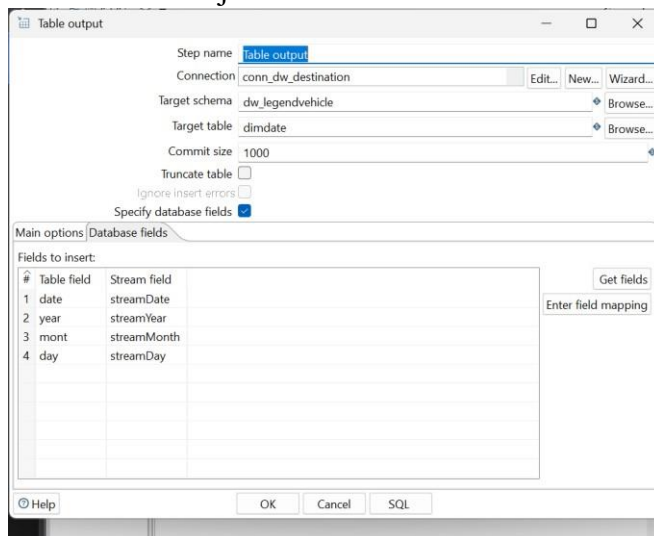 Table output
Step name Table output
Connection conn_dw_destination Edit... New... Wizard...
Target schema dw_legendvehicle Browse...
Target table dimdate Browse...
Commit size 1000
Truncate table
Ignore insert errors
Specify database fields
Main options Database fields
Fields to insert:
# Table field Stream field Get fields
1 date streamDate Enter field mapping
2 year streamYear
3 mont streamMonth
4 day streamDay
Help OK Cancel SQL